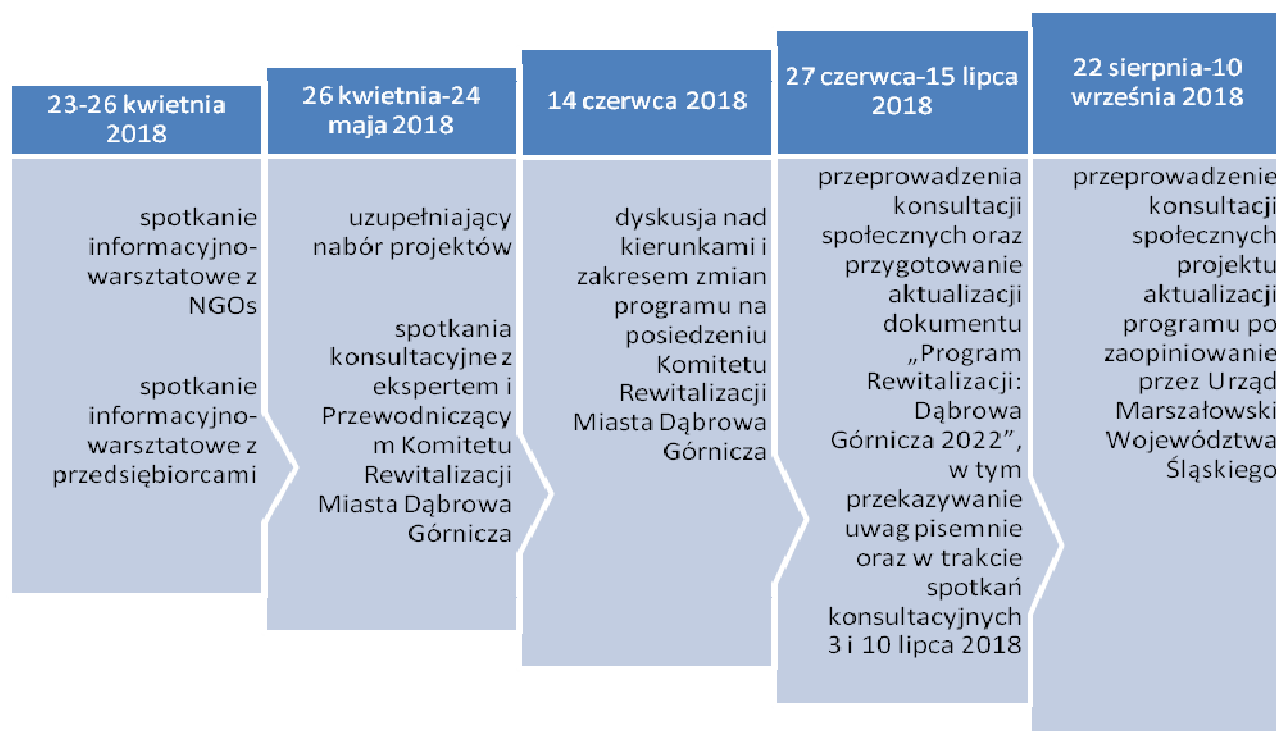 23-26 kwietnia
2018
spotkanie
informacyjno-
warsztatowe z
NGOs
spotkanie
informacyjno-
warsztatowe z
przedsiębiorcami
26 kwietnia-24
maja 2018
uzupełniający
nabór projektów
spotkania
konsultacyjne z
ekspertem i
Przewodniczący
m Komitetu
Rewitalizacji
Miasta Dąbrowa
Górnicza
14 czerwca 2018
dyskusja nad
kierunkami i
zakresem zmian
programu na
posiedzeniu
Komitetu
Rewitalizacji
Miasta Dąbrowa
Górnicza
27 czerwca-15 lipca
2018
przeprowadzenia
konsultacji
społecznych oraz
przygotowanie
aktualizacji
dokumentu
„Program
Rewitalizacji:
Dąbrowa
Górnicza 2022”,
w tym
przekazywanie
uwag pisemnie
oraz w trakcie
spotkań
konsultacyjnych
3 i 10 lipca 2018
22 sierpnia-10
września 2018
przeprowadzenie
konsultacji
społecznych
projektu
aktualizacji
programu po
zaopiniowanie
przez Urząd
Marszałowski
Województwa
Śląskiego